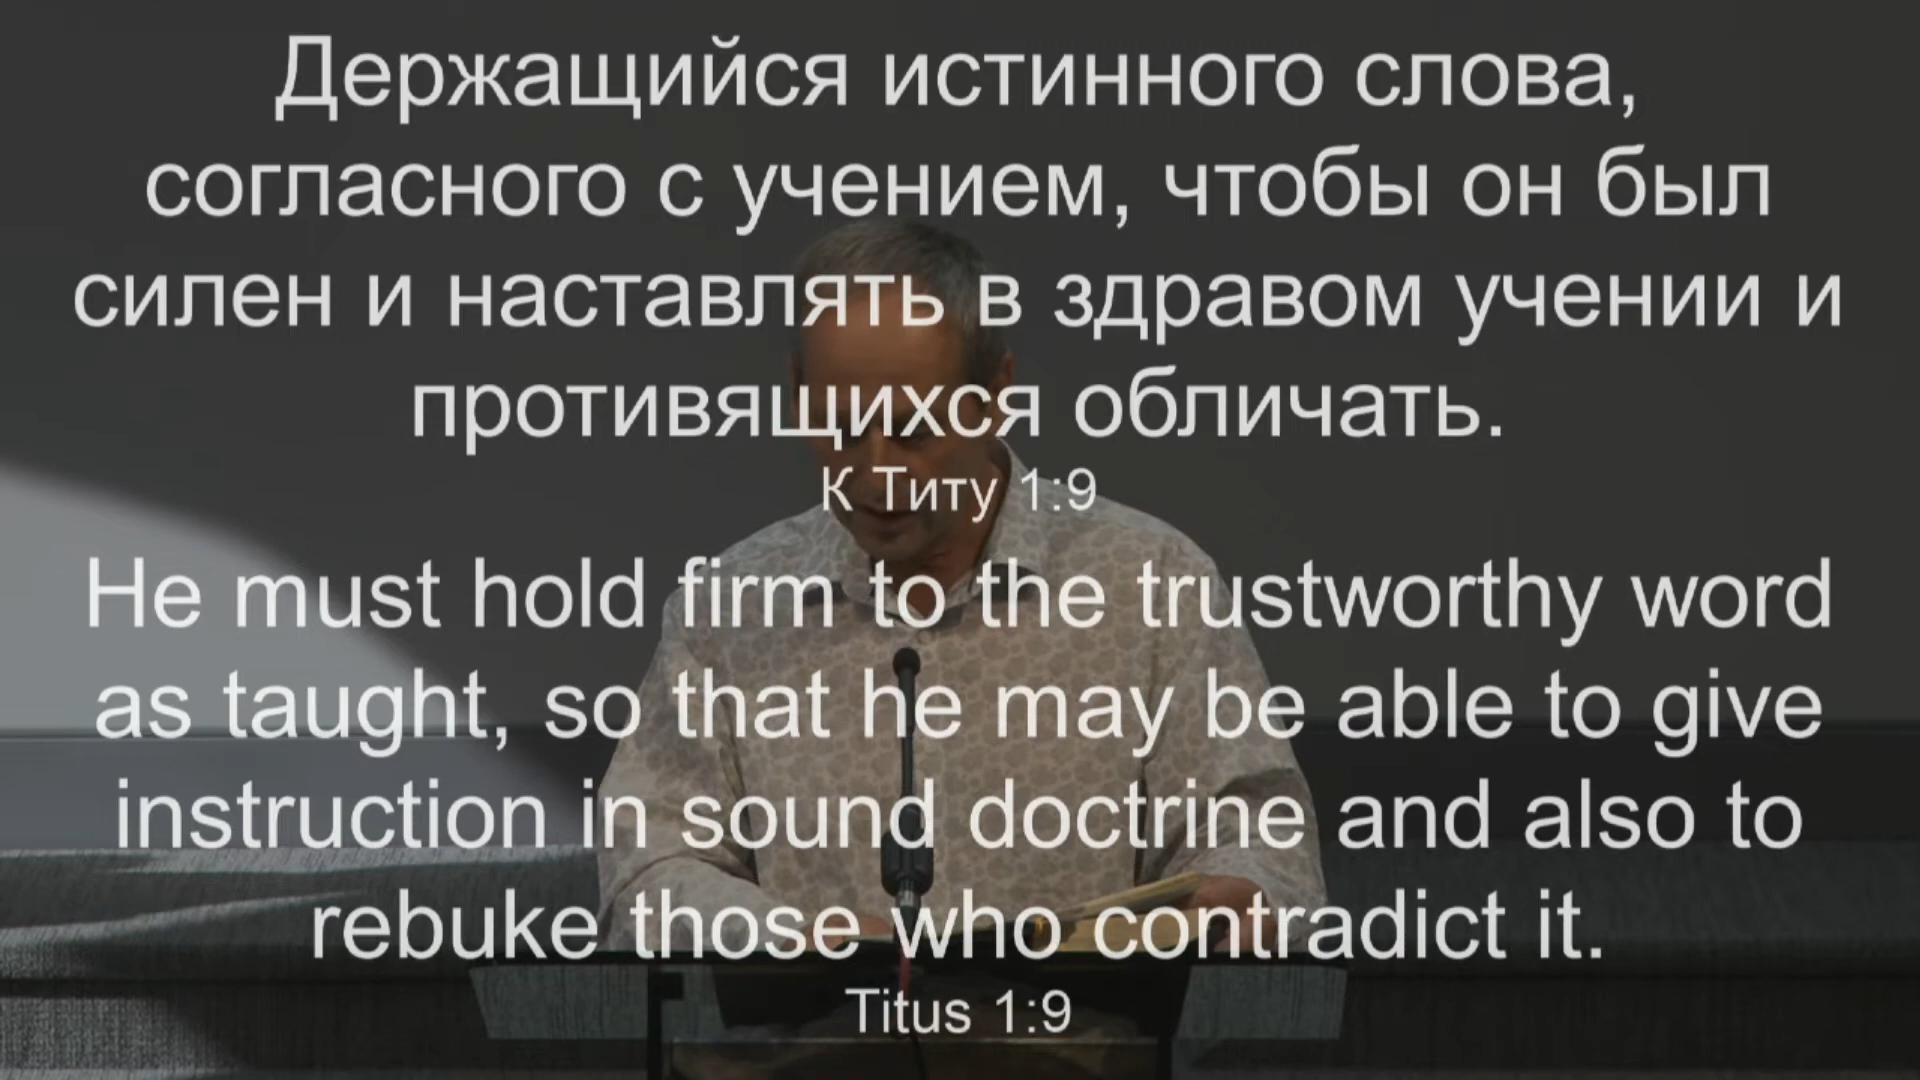 Держащийся истинного слова,
согласного с учением, чтобы он был
силен и наставлять в здравом учении и
противящихся обличать.
К Титу 1:9
He must hold firm to the trustworthy word
as taught, so that he may be able to give
instruction in sound doctrine and also to
rebuke those who contradict it.
Titus 1:9